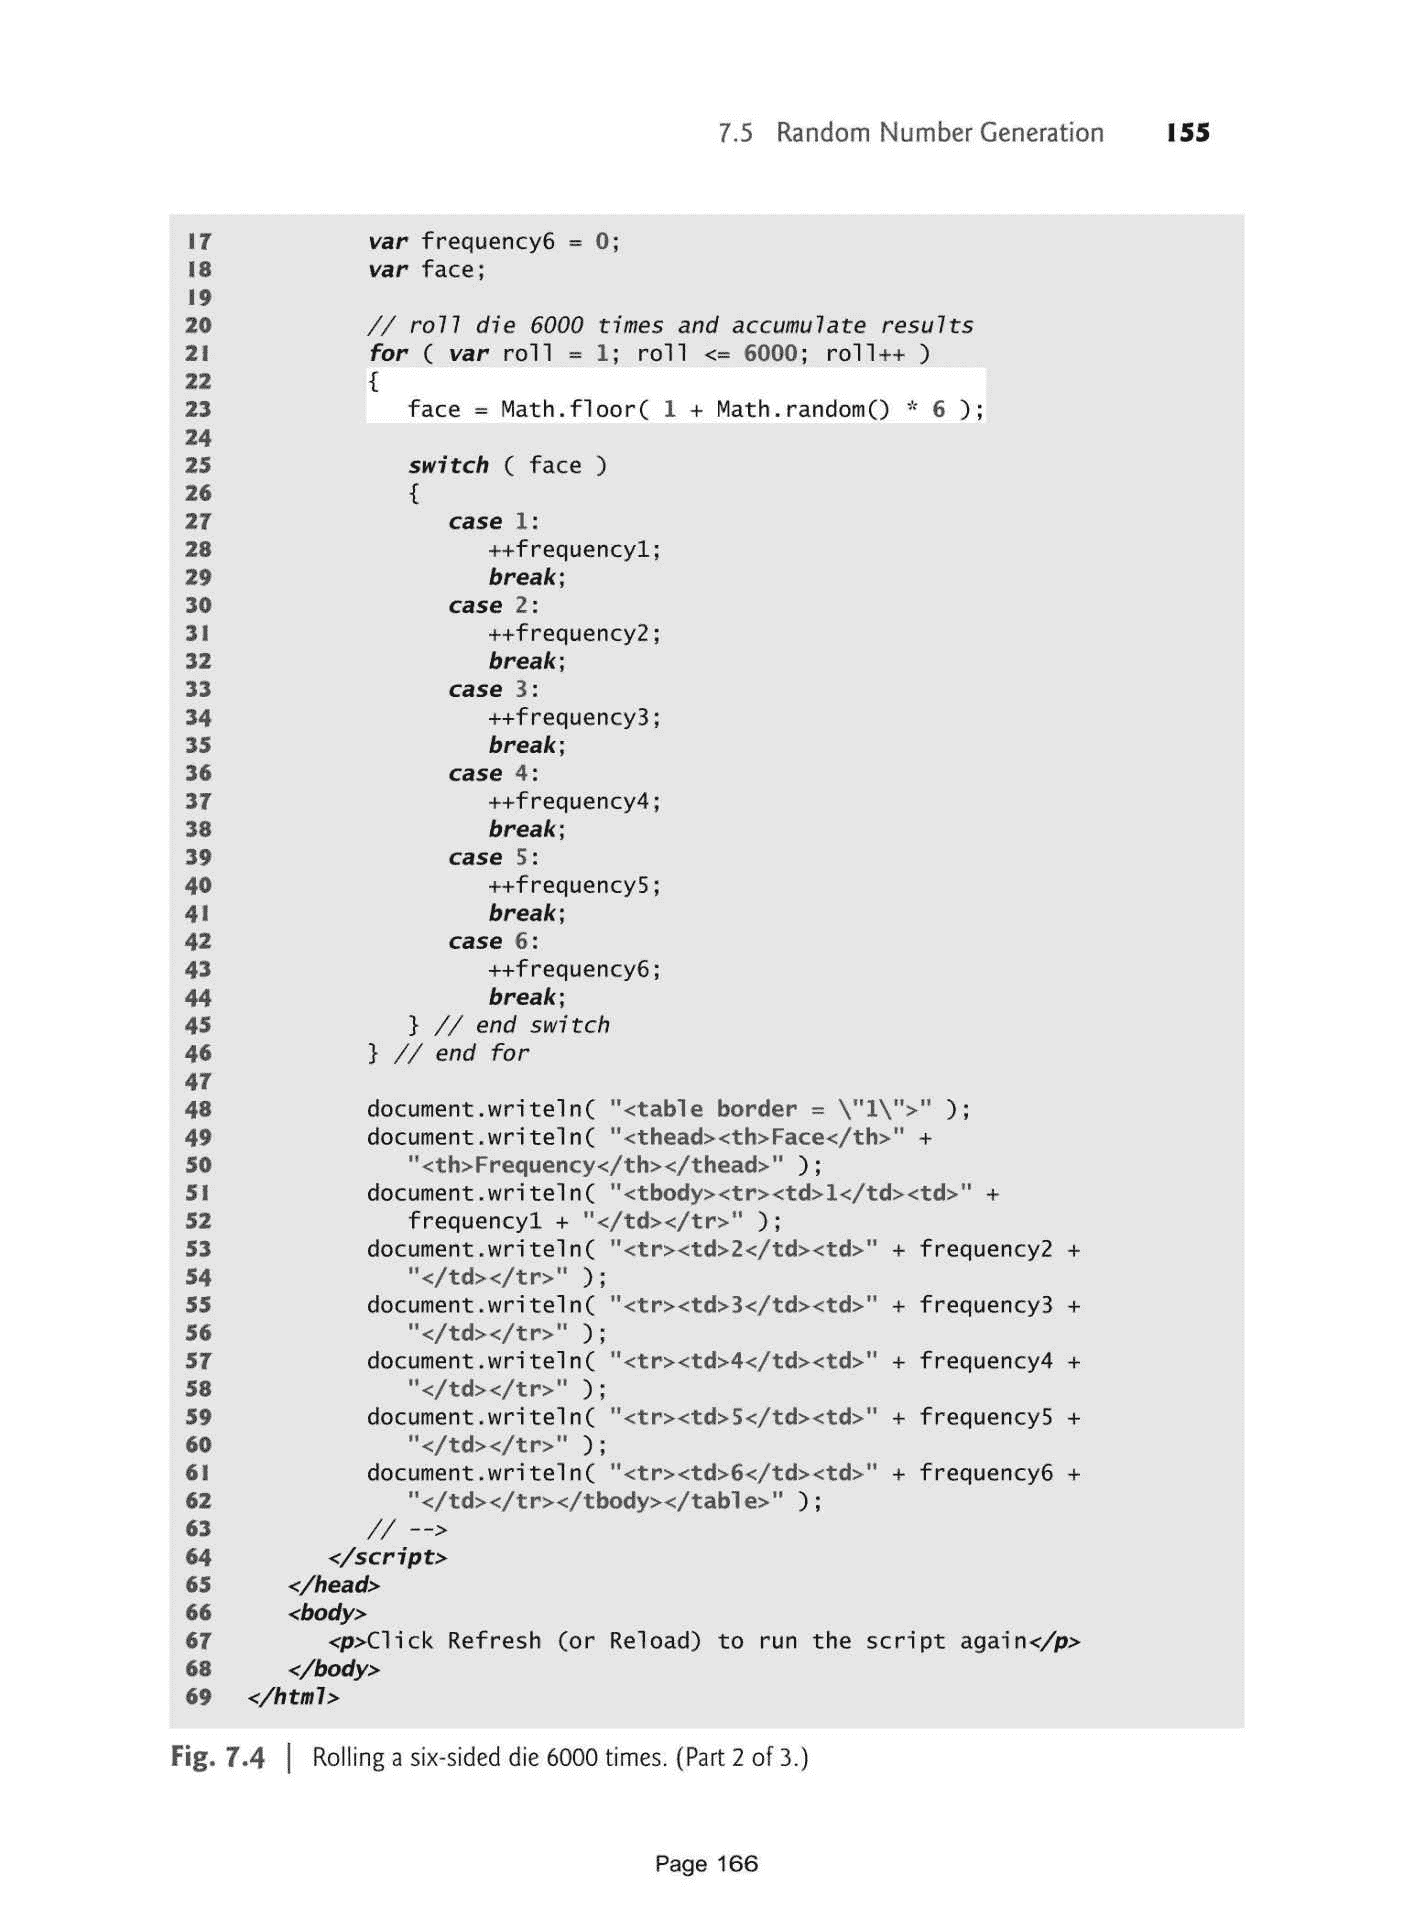 7.5 Random Number Generation 155
17 var frequency6 = 0;
18 var face;
19
20 // roll die 6000 times and accumulate results
21 for ( var roll = 1; roll <= 6000; roll++ )
22 {
23 face = Math.floor( 1 + Math.random() * 6 );
24
25 switch ( face )
26 {
27 case 1:
28 ++frequency1;
29 break;
30 case 2:
31 ++frequency2;
32 break;
33 case 3:
34 ++frequency3;
35 break;
36 case 4:
37 ++frequency4;
38 break;
39 case 5:
40 ++frequency5;
41 break;
42 case 6:
43 ++frequency6;
44 break;
45 } // end switch
46 } // end for
47
48 document.writeln( "<table border = \"1\">" );
49 document.writeln( "<thead><th>Face</th>" +
50 "<th>Frequency</th></thead>" );
51 document.writeln( "<tbody><tr><td>1</td><td>" +
52 frequency1 + "</td></tr>" );
53 document.writeln( "<tr><td>2</td><td>" + frequency2 +
54 "</td></tr>" );
55 document.writeln( "<tr><td>3</td><td>" + frequency3 +
56 "</td></tr>" );
57 document.writeln( "<tr><td>4</td><td>" + frequency4 +
58 "</td></tr>" );
59 document.writeln( "<tr><td>5</td><td>" + frequency5 +
60 "</td></tr>" );
61 document.writeln( "<tr><td>6</td><td>" + frequency6 +
62 "</td></tr></tbody></table>" );
63 // -->
64 </script>
65 </head>
66 <body>
67 <p>Click Refresh (or Reload) to run the script again</p>
68 </body>
69 </html>
Fig. 7.4 | Rolling a six-sided die 6000 times. (Part 2 of 3.)
Page 166